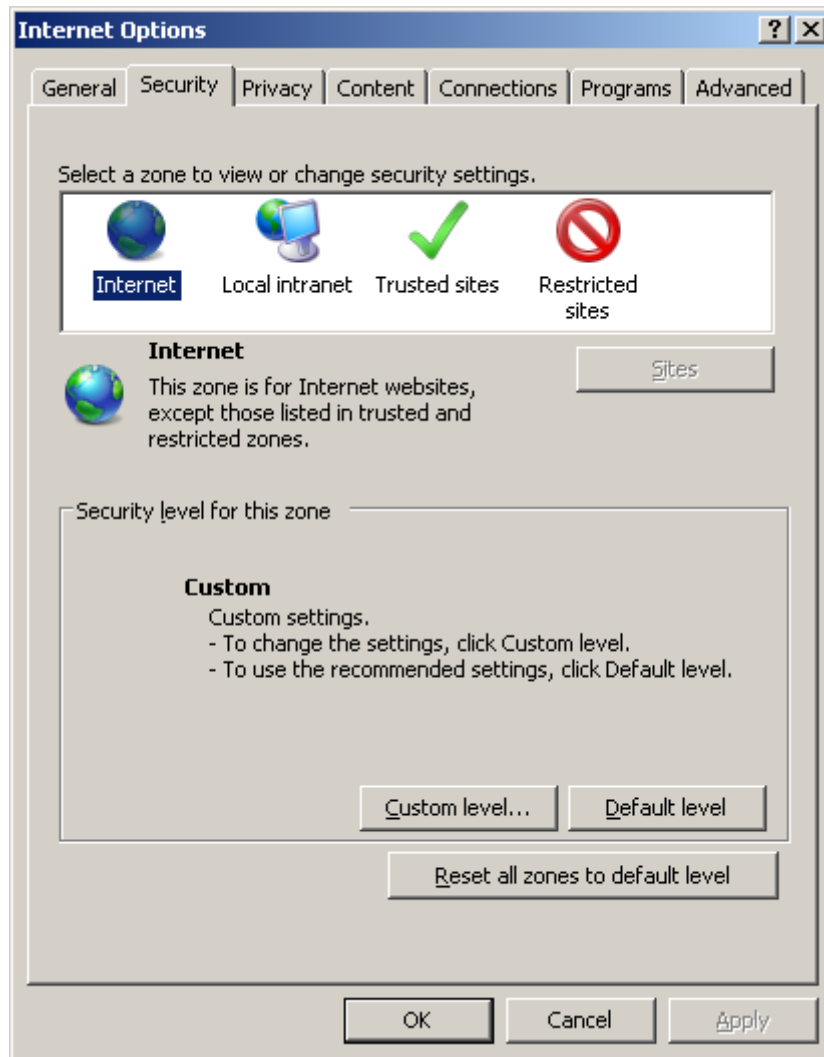 Internet Options
General Security Privacy Content Connections Programs Advanced
Select a zone to view or change security settings.
Internet Local intranet Trusted sites Restricted
sites
Internet
Sites
This zone is for Internet websites,
except those listed in trusted and
restricted zones.
Security level for this zone
Custom
Custom settings.
- To change the settings, click Custom level.
- To use the recommended settings, click Default level.
Custom level... Default level
Reset all zones to default level
OK Cancel Apply